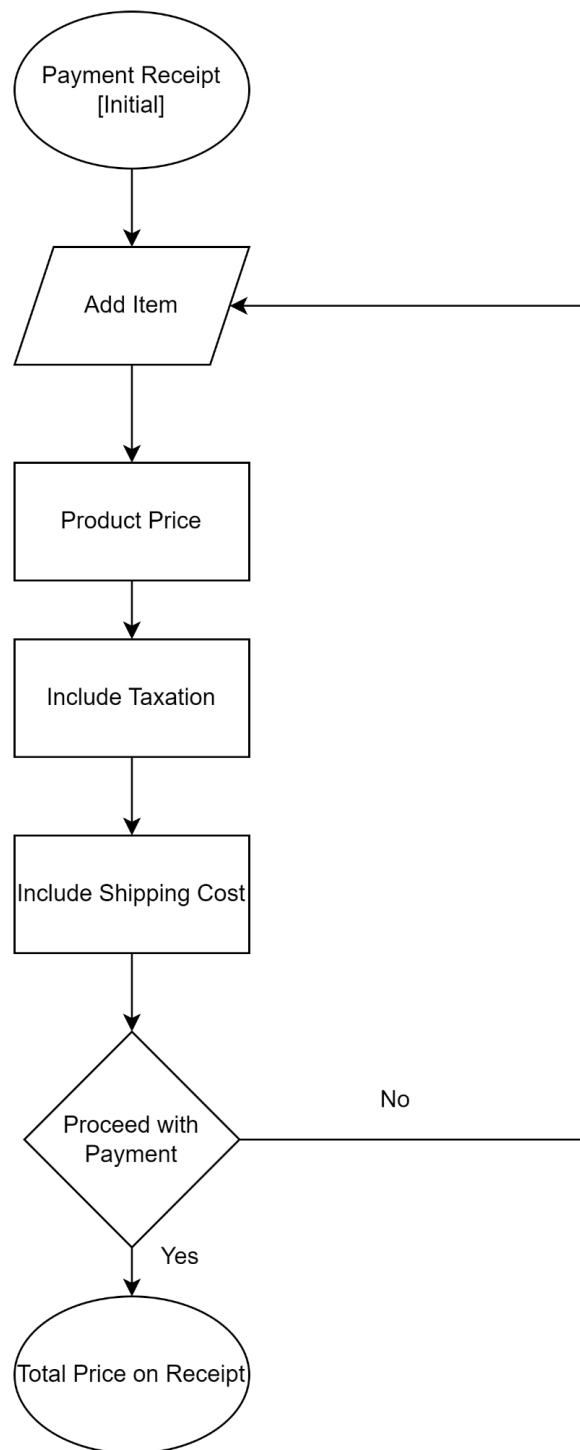 Payment Receipt
[Initial]
Add Item
Product Price
Include Taxation
Include Shipping Cost
Proceed with
Payment
No
Yes
Total Price on Receipt